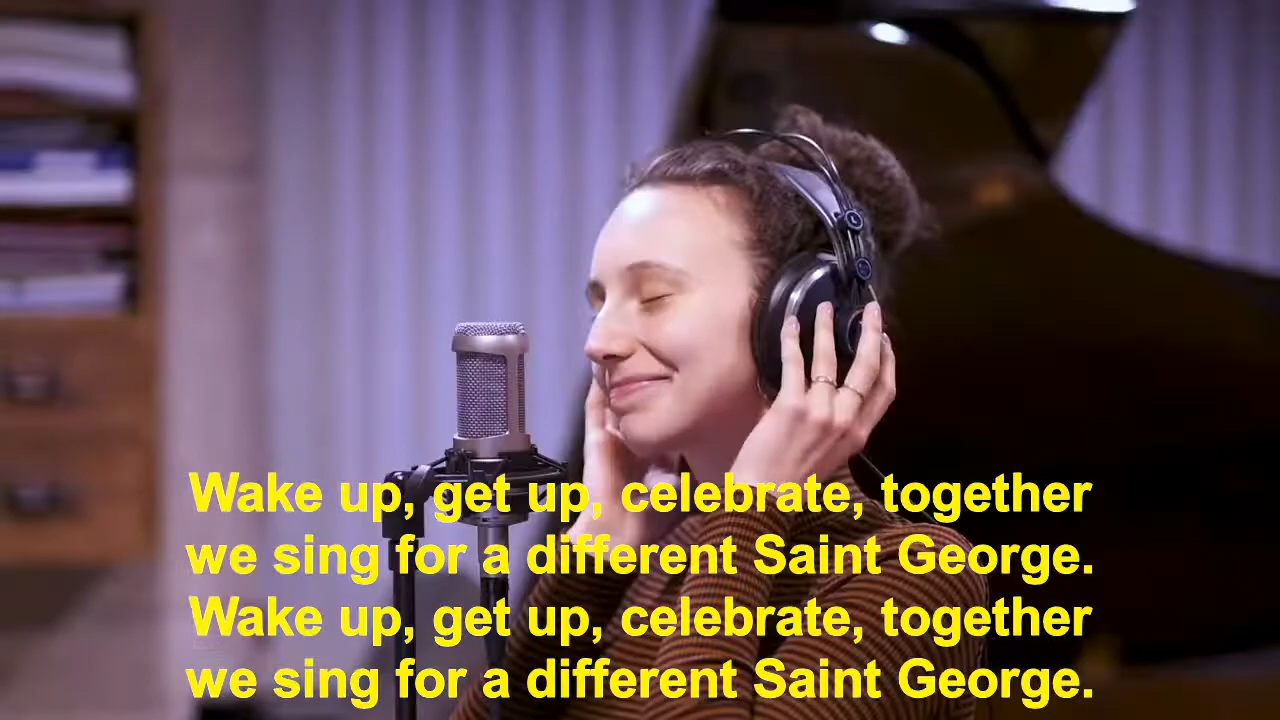 Wake up, get up, celebrate, together
we sing for a different Saint George.
Wake up, get up, celebrate, together
we sing for a different Saint George.